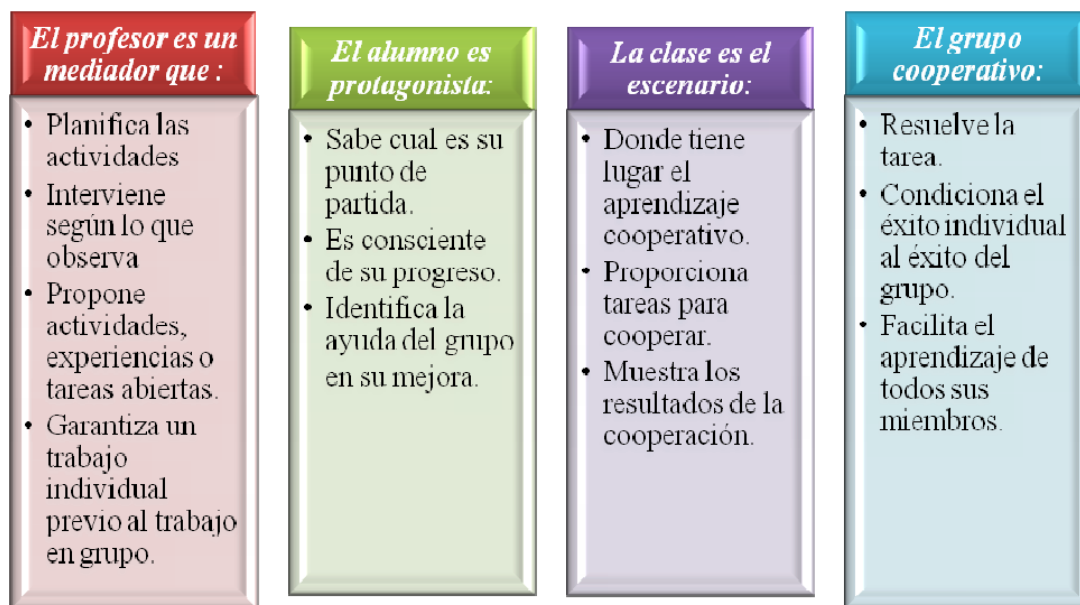 El profesor es un
mediador que :
• Planifica las
actividades
• Interviene
según lo que
observa
• Propone
actividades,
experiencias o
tareas abiertas.
• Garantiza un
trabajo
individual
previo al trabajo
en grupo.
El alumno es
protagonista:
• Sabe cual es su
punto de
partida.
• Es consciente
de su progreso.
• Identifica la
ayuda del grupo
en su mejora.
La clase es el
escenario:
• Donde tiene
lugar el
aprendizaje
cooperativo.
• Proporciona
tareas para
cooperar.
• Muestra los
resultados de la
cooperación.
El grupo
cooperativo:
• Resuelve la
tarea.
• Condiciona el
éxito individual
al éxito del
grupo.
• Facilita el
aprendizaje de
todos sus
miembros.